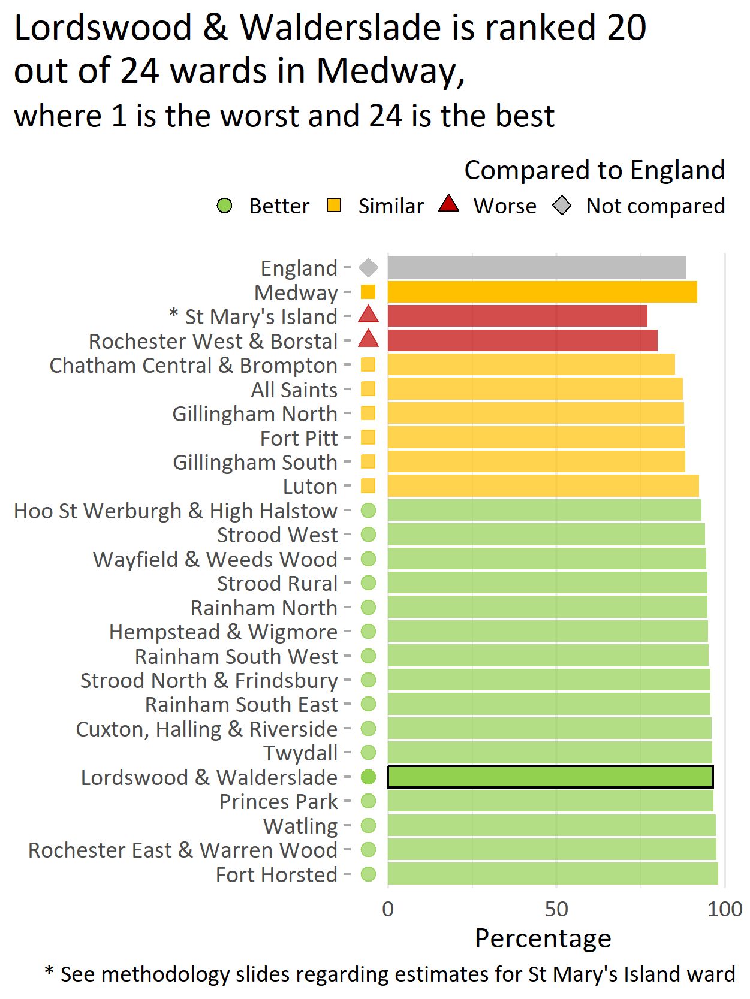 Lordswood & Walderslade is ranked 20
out of 24 wards in Medway,
where 1 is the worst and 24 is the best
Compared to England
Better Similar Worse Not compared
England
Medway
* St Mary's Island
Rochester West & Borstal
Chatham Central & Brompton
All Saints
Gillingham North
Fort Pitt
Gillingham South
Luton
Hoo St Werburgh & High Halstow
Strood West
Wayfield & Weeds Wood
Strood Rural
Rainham North
Hempstead & Wigmore
Rainham South West
Strood North & Frindsbury
Rainham South East
Cuxton, Halling & Riverside
Twydall
Lordswood & Walderslade
Princes Park
Watling
Rochester East & Warren Wood
Fort Horsted
0 50 100
Percentage
* See methodology slides regarding estimates for St Mary's Island ward